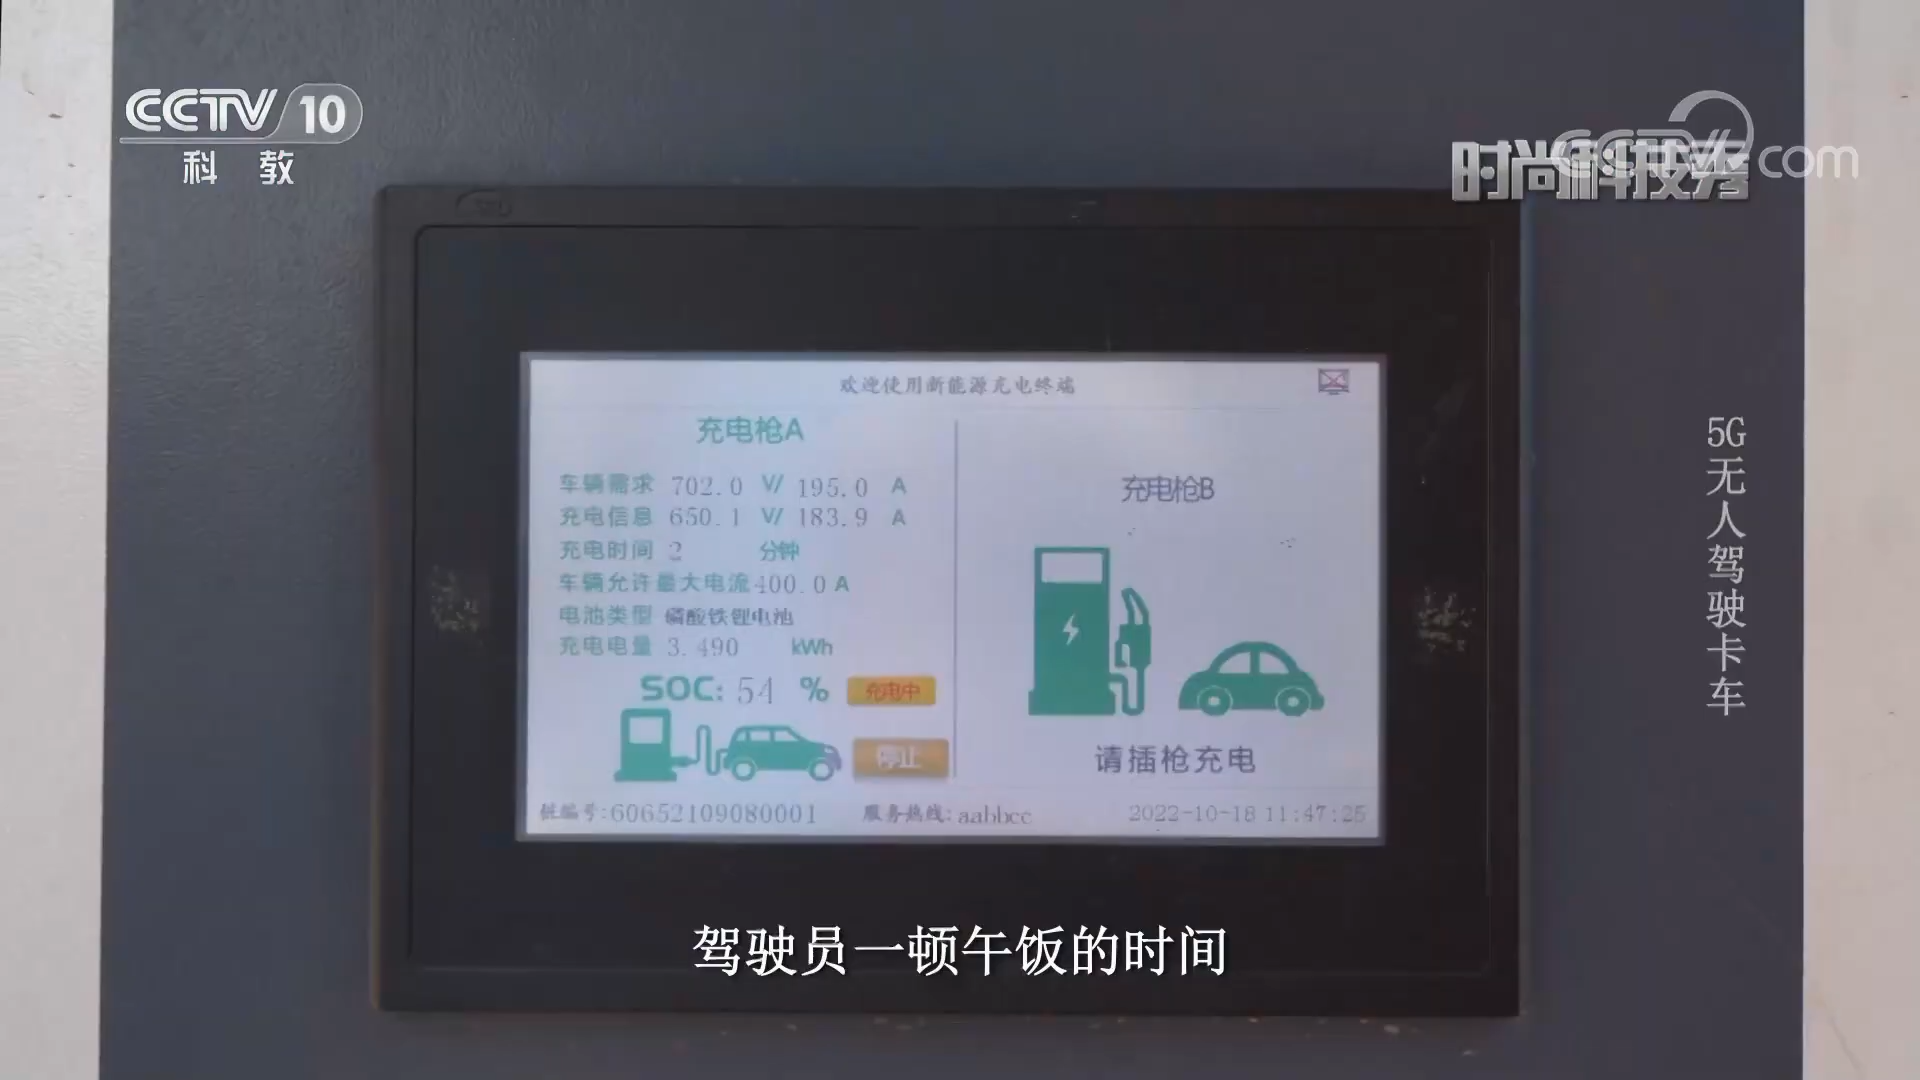 CCTV 10
科教
时尚科技秀
CCTV.com
欢迎使用新能源充电终端
充电枪A
车辆需求 702.0 V/ 195.0 A
充电信息 650.1 V/ 183.9 A
充电时间 2 分钟
车辆允许最大电流 400.0 A
电池类型 磷酸铁锂电池
充电电量 3.490 kWh
SOC: 54 %
充电中
停止
充电枪B
请插枪充电
桩编号:60652109080001
服务热线: aabbcc
2022-10-18 11:47:25
5G无人驾驶卡车
驾驶员一顿午饭的时间